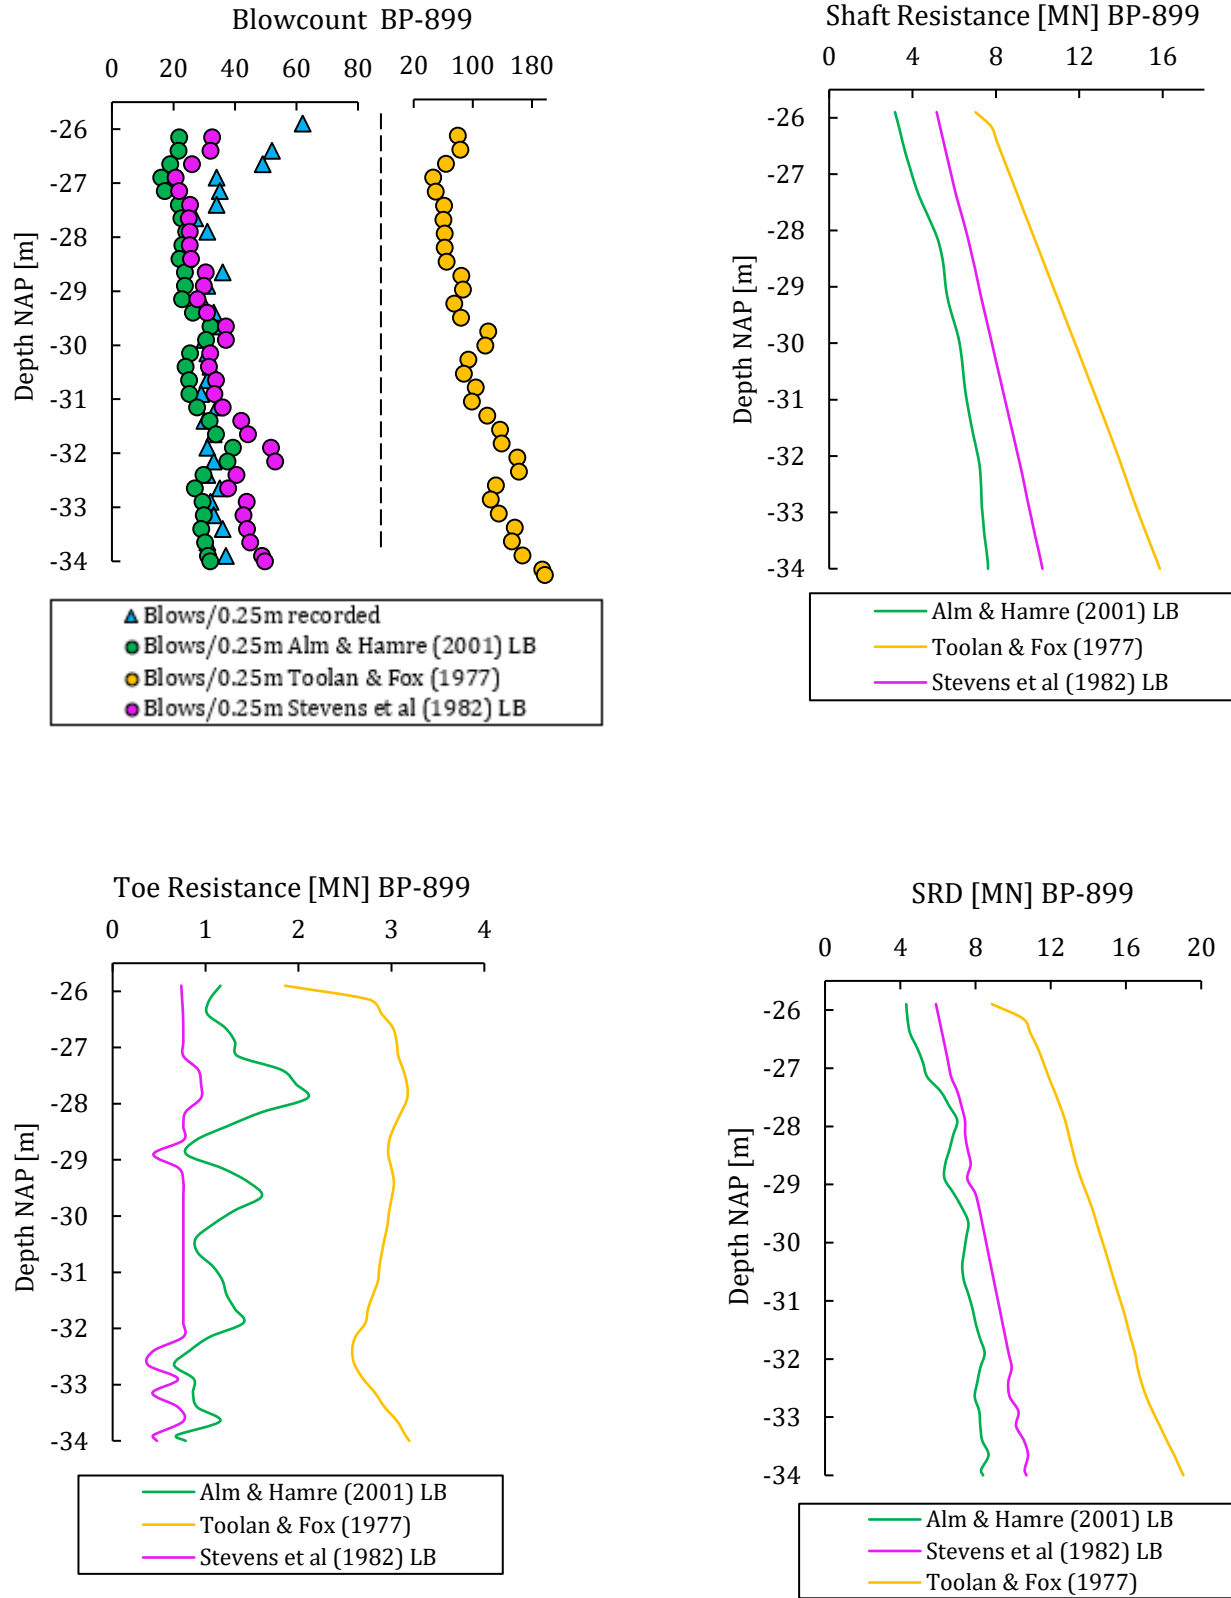 Blowcount BP-899
0 20 40 60 80 20 100 180
Depth NAP [m]
-26
-27
-28
-29
-30
-31
-32
-33
-34
Blows/0.25m recorded
Blows/0.25m Alm & Hamre (2001) LB
Blows/0.25m Toolan & Fox (1977)
Blows/0.25m Stevens et al (1982) LB
Shaft Resistance [MN] BP-899
0 4 8 12 16
Depth NAP [m]
-26
-27
-28
-29
-30
-31
-32
-33
-34
Alm & Hamre (2001) LB
Toolan & Fox (1977)
Stevens et al (1982) LB
Toe Resistance [MN] BP-899
0 1 2 3 4
Depth NAP [m]
-26
-27
-28
-29
-30
-31
-32
-33
-34
Alm & Hamre (2001) LB
Toolan & Fox (1977)
Stevens et al (1982) LB
SRD [MN] BP-899
0 4 8 12 16 20
Depth NAP [m]
-26
-27
-28
-29
-30
-31
-32
-33
-34
Alm & Hamre (2001) LB
Stevens et al (1982) LB
Toolan & Fox (1977)